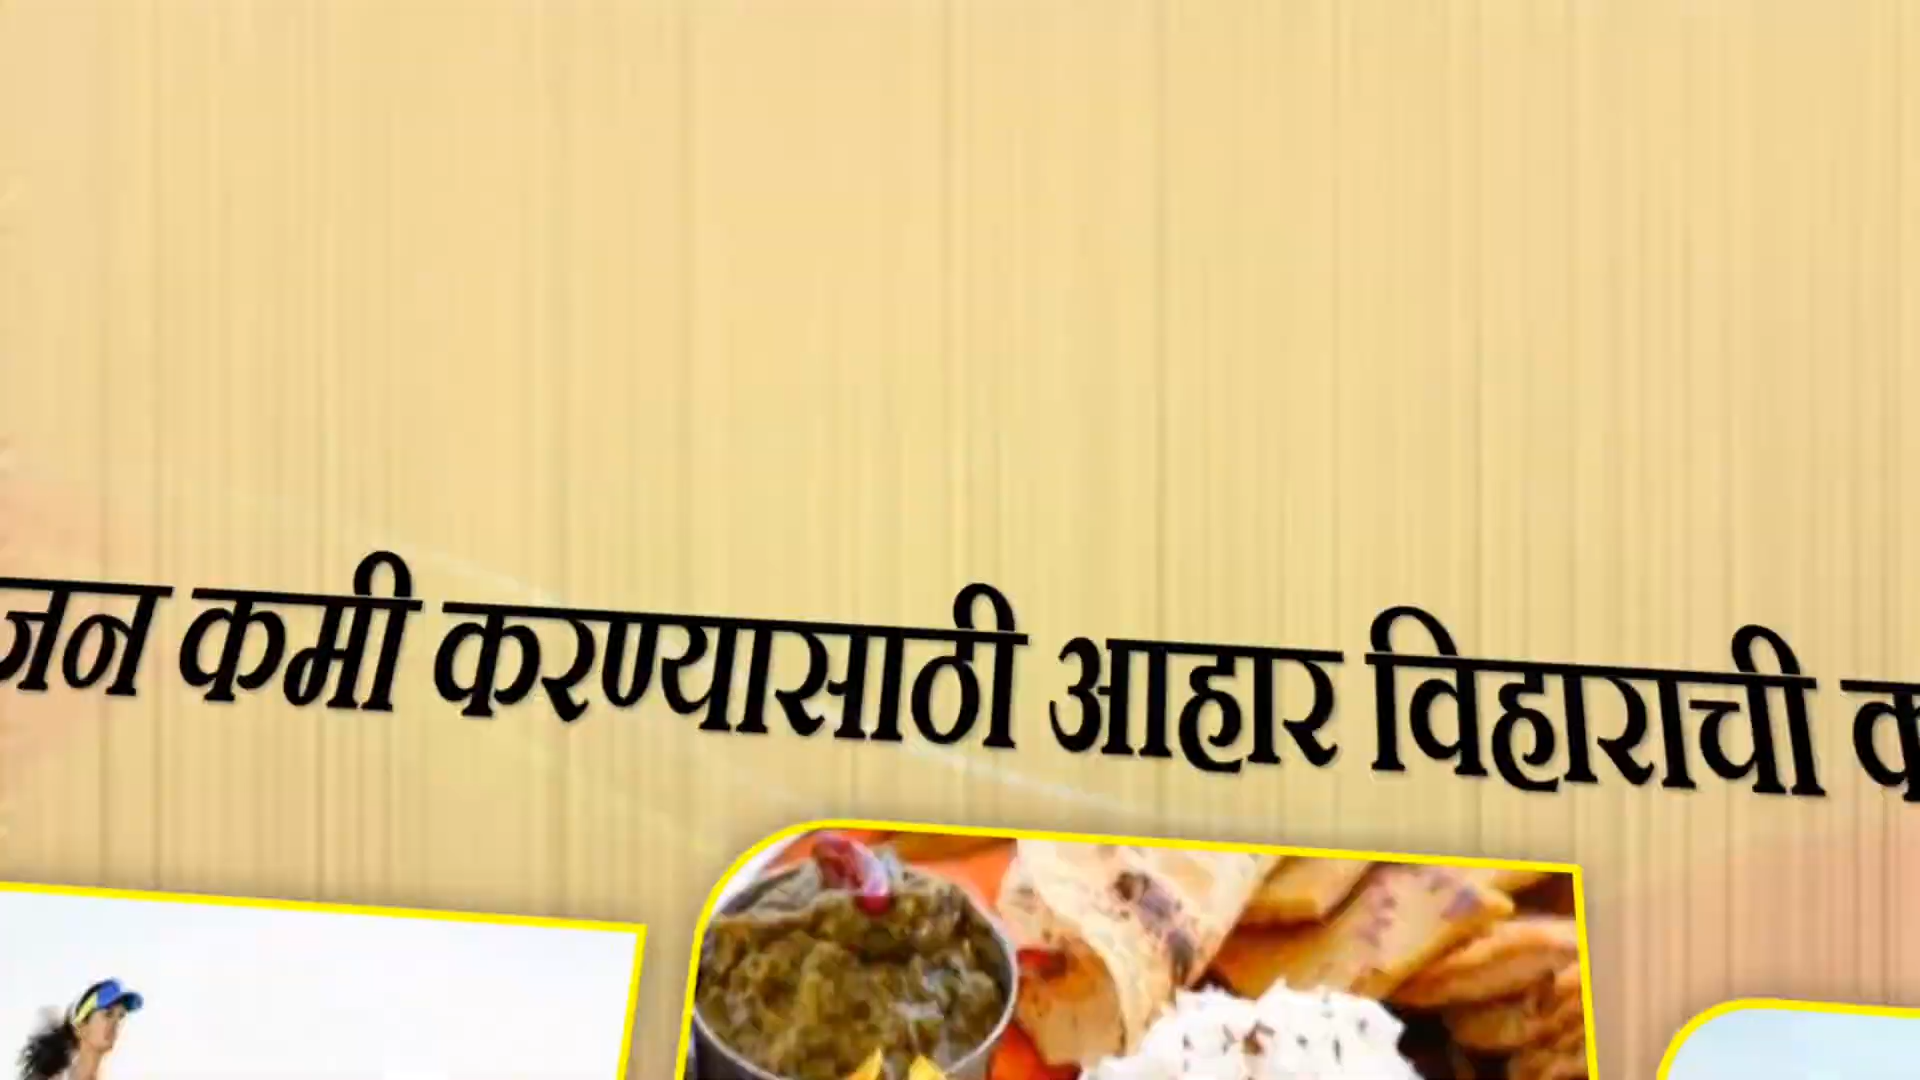 जन कमी करण्यासाठी आहार विहाराची